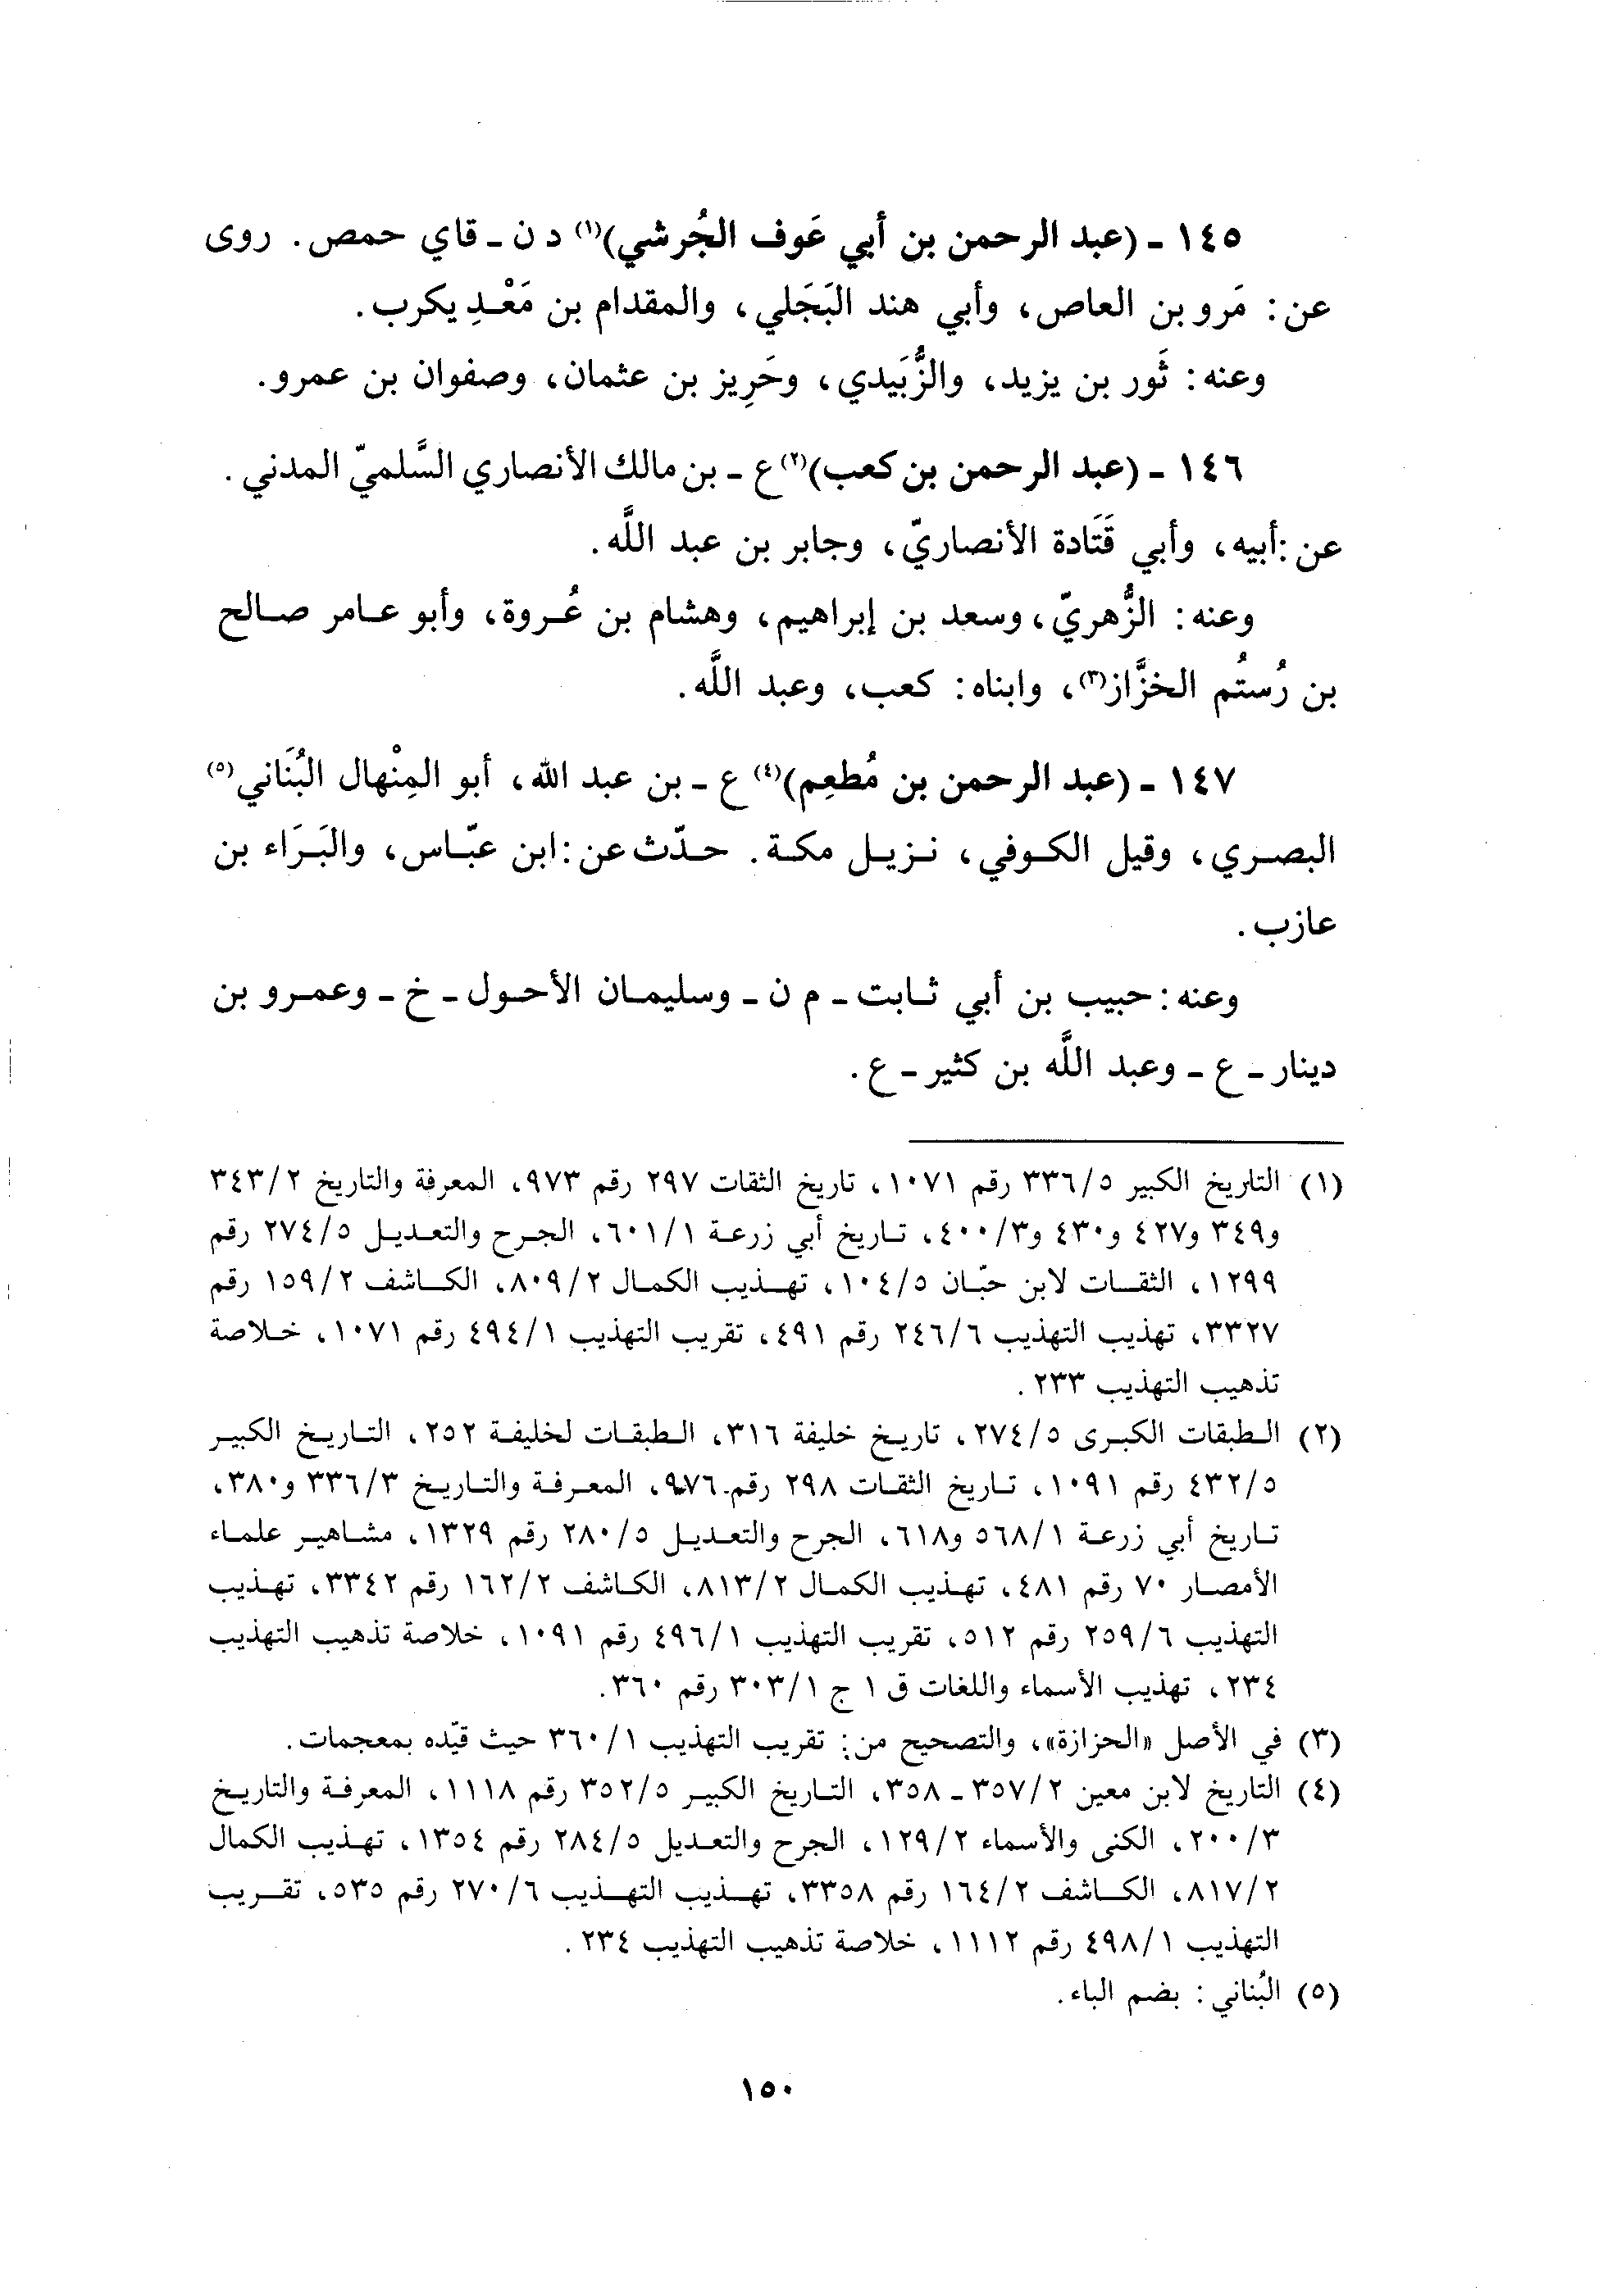 ١٤٥ ـ (عبد الرحمن بن أبي عَوف الجُرشي)(١) د ن ـ قاي حمص. روى
عن: مَرو بن العاص، وأبي هند البَجَلي، والمقدام بن مَعْدِ يكرب.
وعنه: ثَور بن يزيد، والزُّبَيدي، وحَرِيز بن عثمان، وصفوان بن عمرو.
١٤٦ ـ (عبد الرحمن بن كعب)(٢) ع ـ بن مالك الأنصاري السَّلميّ المدني.
عن: أبيه، وأبي قَتَادة الأنصاريّ، وجابر بن عبد اللَّه.
وعنه: الزُّهريّ، وسعد بن إبراهيم، وهشام بن عُروة، وأبو عامر صالح
بن رُستُم الخزَّاز(٣)، وابناه: كعب، وعبد اللَّه.
١٤٧ ـ (عبد الرحمن بن مُطعِم)(٤) ع ـ بن عبد الله، أبو المِنْهال البُنَاني(٥)
البصري، وقيل الكوفي، نزيل مكة. حدّث عن: ابن عبّاس، والبَرَاء بن
عازب.
وعنه: حبيب بن أبي ثابت ـ م ن ـ وسليمان الأحول ـ خ ـ وعمرو بن
دينار ـ ع ـ وعبد اللَّه بن كثير ـ ع.
(١) التاريخ الكبير ٣٣٦/٥ رقم ١٠٧١، تاريخ الثقات ٢٩٧ رقم ٩٧٣، المعرفة والتاريخ ٣٤٣/٢
و٣٤٩ و٤٢٧ و٤٣٠ و٤٠٠/٣، تاريخ أبي زرعة ٦٠١/١، الجرح والتعديل ٢٧٤/٥ رقم
١٢٩٩، الثقات لابن حبّان ١٠٤/٥، تهذيب الكمال ٨٠٩/٢، الكاشف ١٥٩/٢ رقم
٣٣٢٧، تهذيب التهذيب ٢٤٦/٦ رقم ٤٩١، تقريب التهذيب ٤٩٤/١ رقم ١٠٧١، خلاصة
تذهيب التهذيب ٢٣٣.
(٢) الطبقات الكبرى ٢٧٤/٥، تاريخ خليفة ٣١٦، الطبقات لخليفة ٢٥٢، التاريخ الكبير
٤٣٢/٥ رقم ١٠٩١، تاريخ الثقات ٢٩٨ رقم ٩٧٦، المعرفة والتاريخ ٣٣٦/٣ و٣٨٠،
تاريخ أبي زرعة ٥٦٨/١ و٦١٨، الجرح والتعديل ٢٨٠/٥ رقم ١٣٢٩، مشاهير علماء
الأمصار ٧٠ رقم ٤٨١، تهذيب الكمال ٨١٣/٢، الكاشف ١٦٢/٢ رقم ٣٣٤٢، تهذيب
التهذيب ٢٥٩/٦ رقم ٥١٢، تقريب التهذيب ٤٩٦/١ رقم ١٠٩١، خلاصة تذهيب التهذيب
٢٣٤، تهذيب الأسماء واللغات ق ١ ج ٣٠٣/١ رقم ٣٦٠.
(٣) في الأصل «الحزازة»، والتصحيح من: تقريب التهذيب ٣٦٠/١ حيث قيّده بمعجمات.
(٤) التاريخ لابن معين ٣٥٧/٢ ـ ٣٥٨، التاريخ الكبير ٣٥٢/٥ رقم ١١١٨، المعرفة والتاريخ
٢٠٠/٣، الكنى والأسماء ١٢٩/٢، الجرح والتعديل ٢٨٤/٥ رقم ١٣٥٤، تهذيب الكمال
٨١٧/٢، الكاشف ١٦٤/٢ رقم ٣٣٥٨، تهذيب التهذيب ٢٧٠/٦ رقم ٥٣٥، تقريب
التهذيب ٤٩٨/١ رقم ١١١٢، خلاصة تذهيب التهذيب ٢٣٤.
(٥) البُناني: بضم الباء.
١٥٠